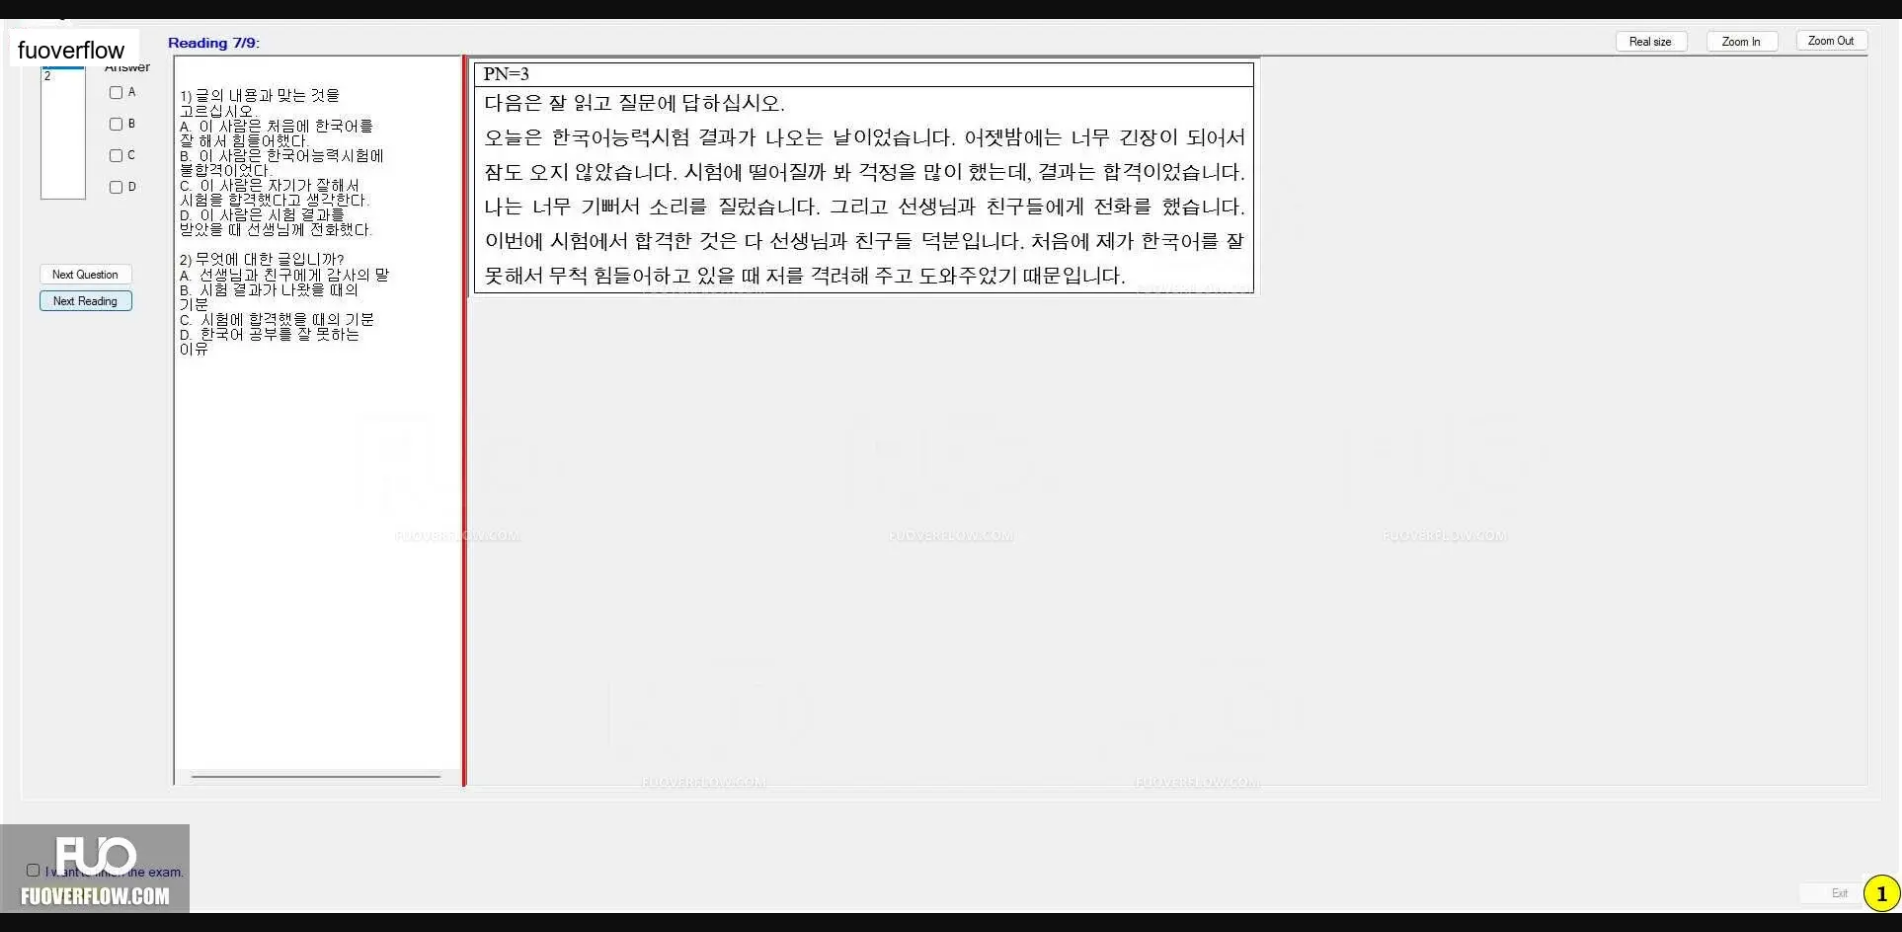 fuoverflow
Reading 7/9:
Real size
Zoom In
Zoom Out
2
Answer
A
B
C
D
Next Question
Next Reading
1) 글의 내용과 맞는 것을
고르십시오.
A. 이 사람은 처음에 한국어를
잘 해서 힘들어했다.
B. 이 사람은 한국어능력시험에
불합격이었다.
C. 이 사람은 자기가 잘해서
시험을 합격했다고 생각한다.
D. 이 사람은 시험 결과를
받았을 때 선생님께 전화했다.
2) 무엇에 대한 글입니까?
A. 선생님과 친구에게 감사의 말
B. 시험 결과가 나왔을 때의
기분
C. 시험에 합격했을 때의 기분
D. 한국어 공부를 잘 못하는
이유
PN=3
다음은 잘 읽고 질문에 답하십시오.
오늘은 한국어능력시험 결과가 나오는 날이었습니다. 어젯밤에는 너무 긴장이 되어서
잠도 오지 않았습니다. 시험에 떨어질까 봐 걱정을 많이 했는데, 결과는 합격이었습니다.
나는 너무 기뻐서 소리를 질렀습니다. 그리고 선생님과 친구들에게 전화를 했습니다.
이번에 시험에서 합격한 것은 다 선생님과 친구들 덕분입니다. 처음에 제가 한국어를 잘
못해서 무척 힘들어하고 있을 때 저를 격려해 주고 도와주었기 때문입니다.
FUOVERFLOW.COM
FUOVERFLOW.COM
FUOVERFLOW.COM
FUOVERFLOW.COM
FUOVERFLOW.COM
FUO
I want to finish the exam.
FUOVERFLOW.COM
Exit
1